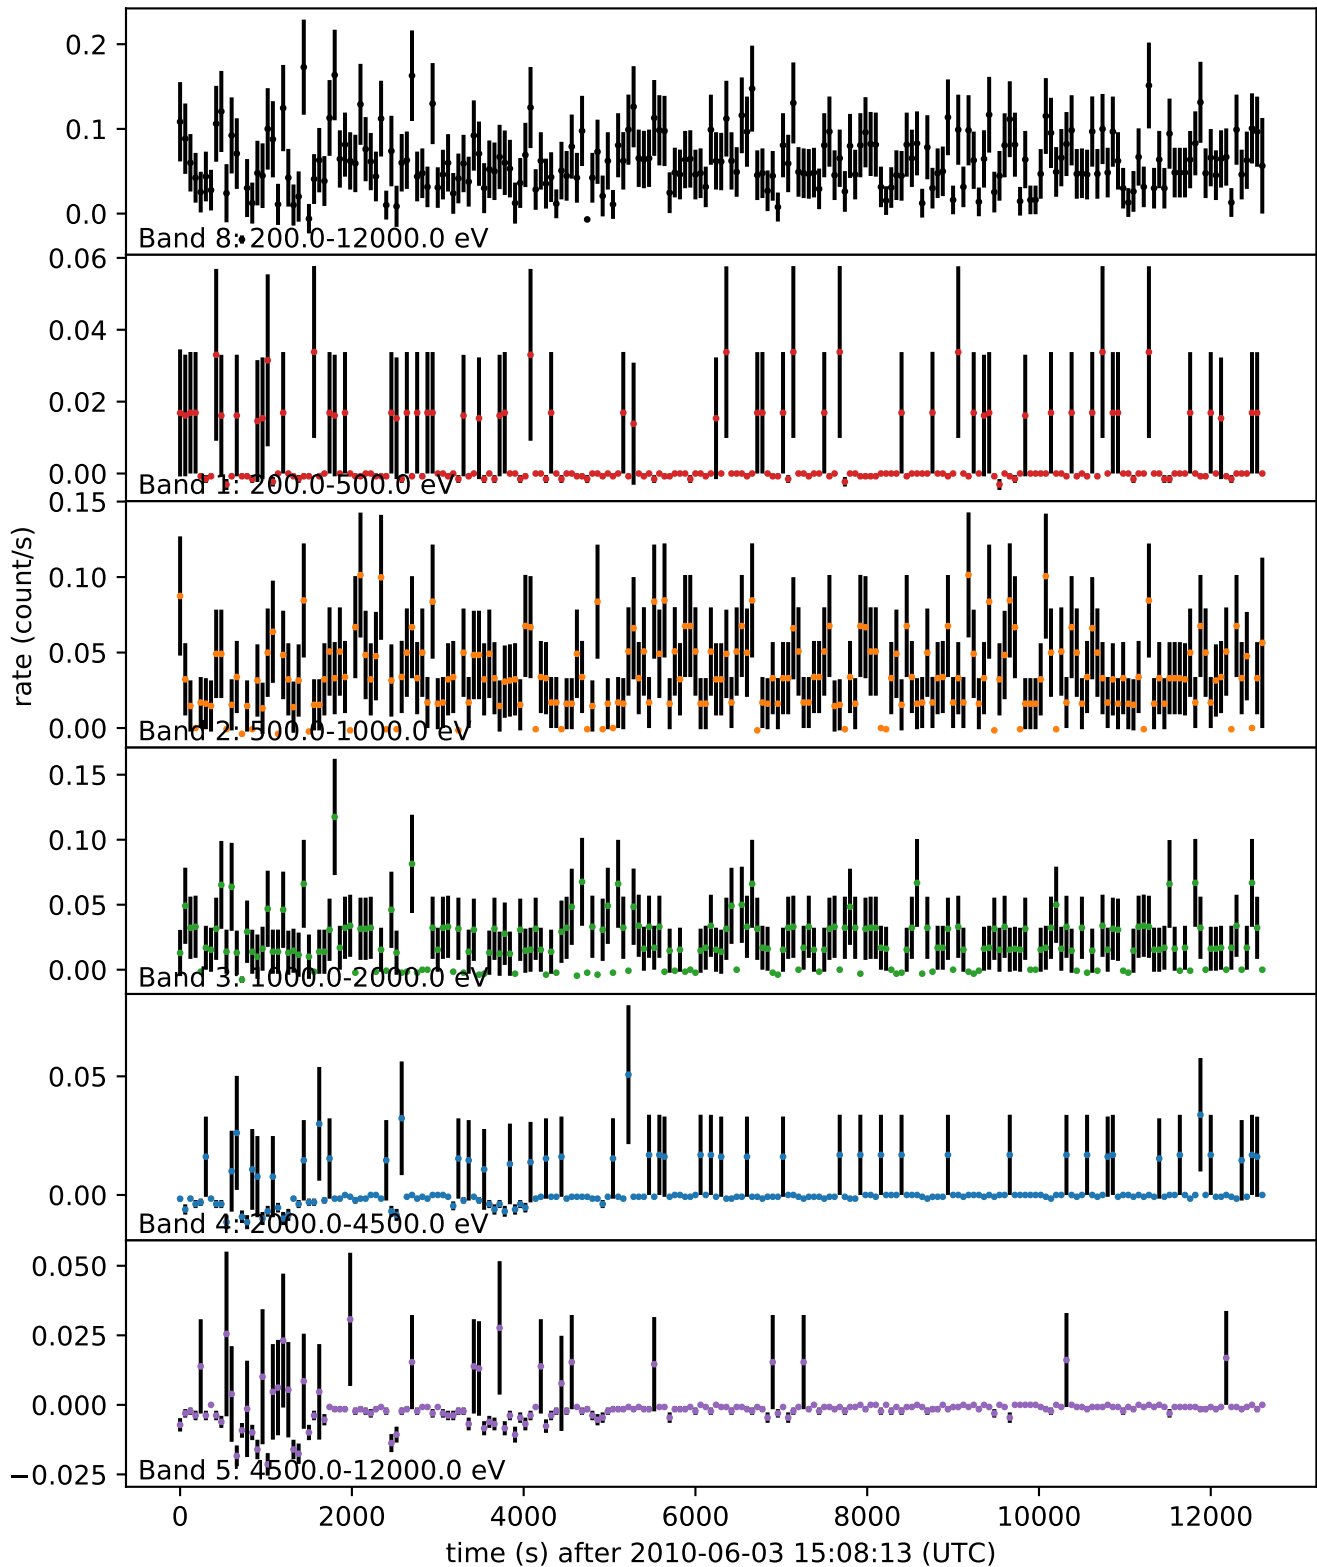 0.2
0.1
0.0
Band 8: 200.0-12000.0 eV
0.06
0.04
0.02
0.00
Band 1: 200.0-500.0 eV
0.15
0.10
0.05
0.00
Band 2: 500.0-1000.0 eV
rate (count/s)
0.15
0.10
0.05
0.00
Band 3: 1000.0-2000.0 eV
0.05
0.00
Band 4: 2000.0-4500.0 eV
0.050
0.025
0.000
−0.025
Band 5: 4500.0-12000.0 eV
0 2000 4000 6000 8000 10000 12000
time (s) after 2010-06-03 15:08:13 (UTC)